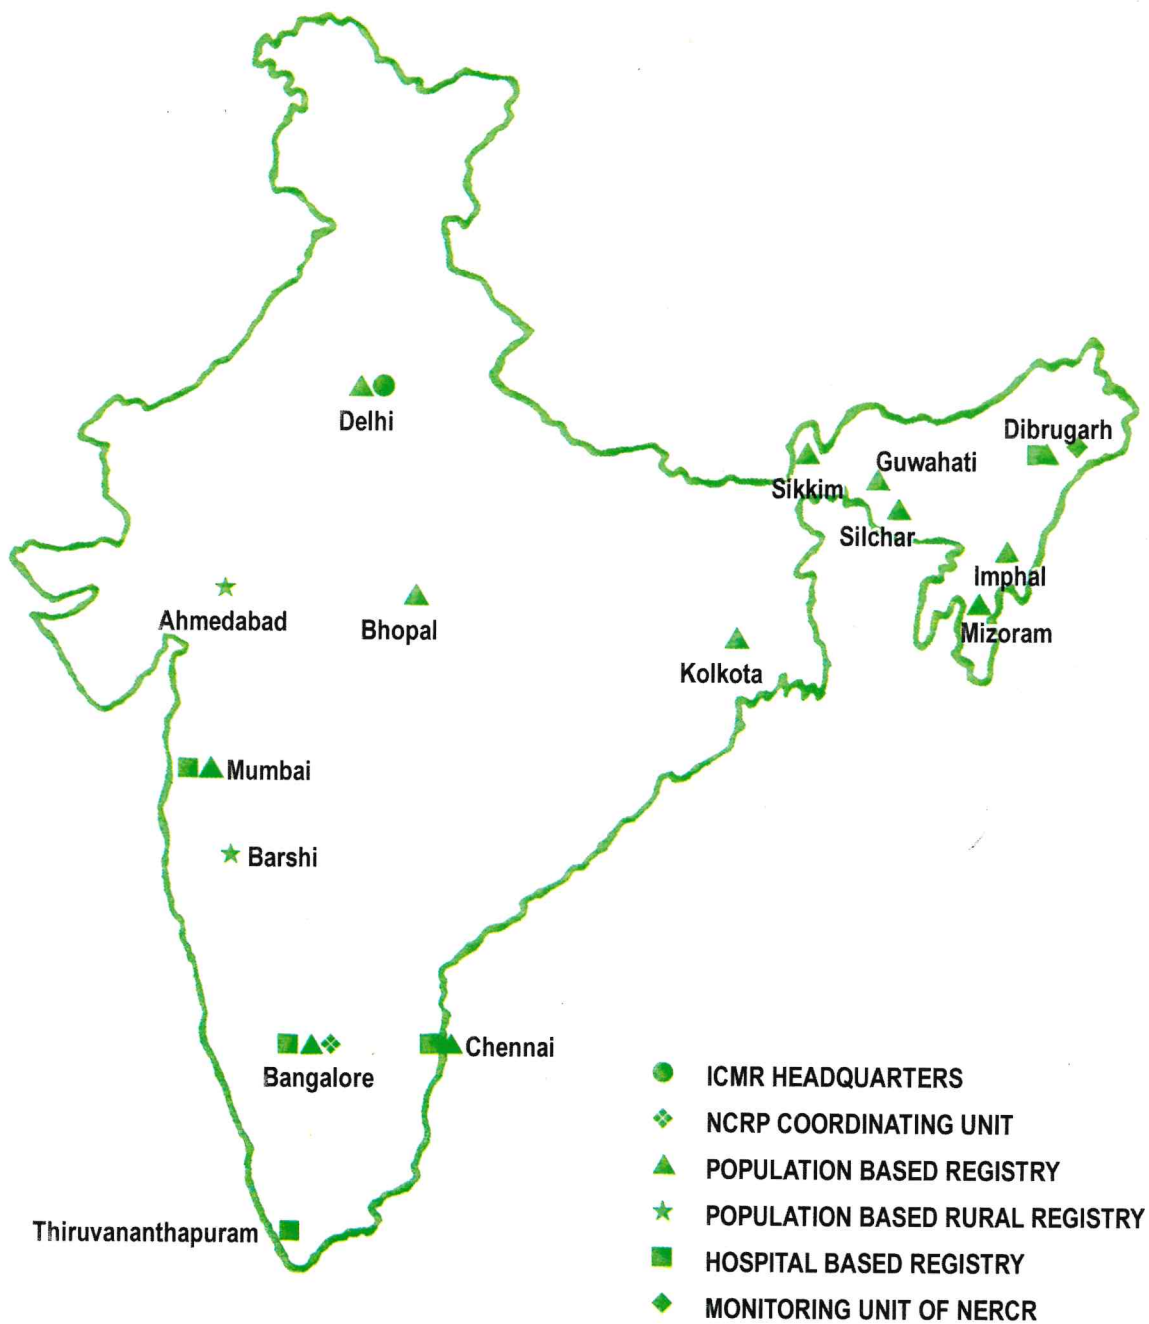 Delhi
Dibrugarh
Guwahati
Sikkim
Silchar
Imphal
Ahmedabad
Bhopal
Mizoram
Kolkota
Mumbai
Barshi
Chennai
Bangalore
ICMR HEADQUARTERS
NCRP COORDINATING UNIT
POPULATION BASED REGISTRY
POPULATION BASED RURAL REGISTRY
Thiruvananthapuram
HOSPITAL BASED REGISTRY
MONITORING UNIT OF NERCR